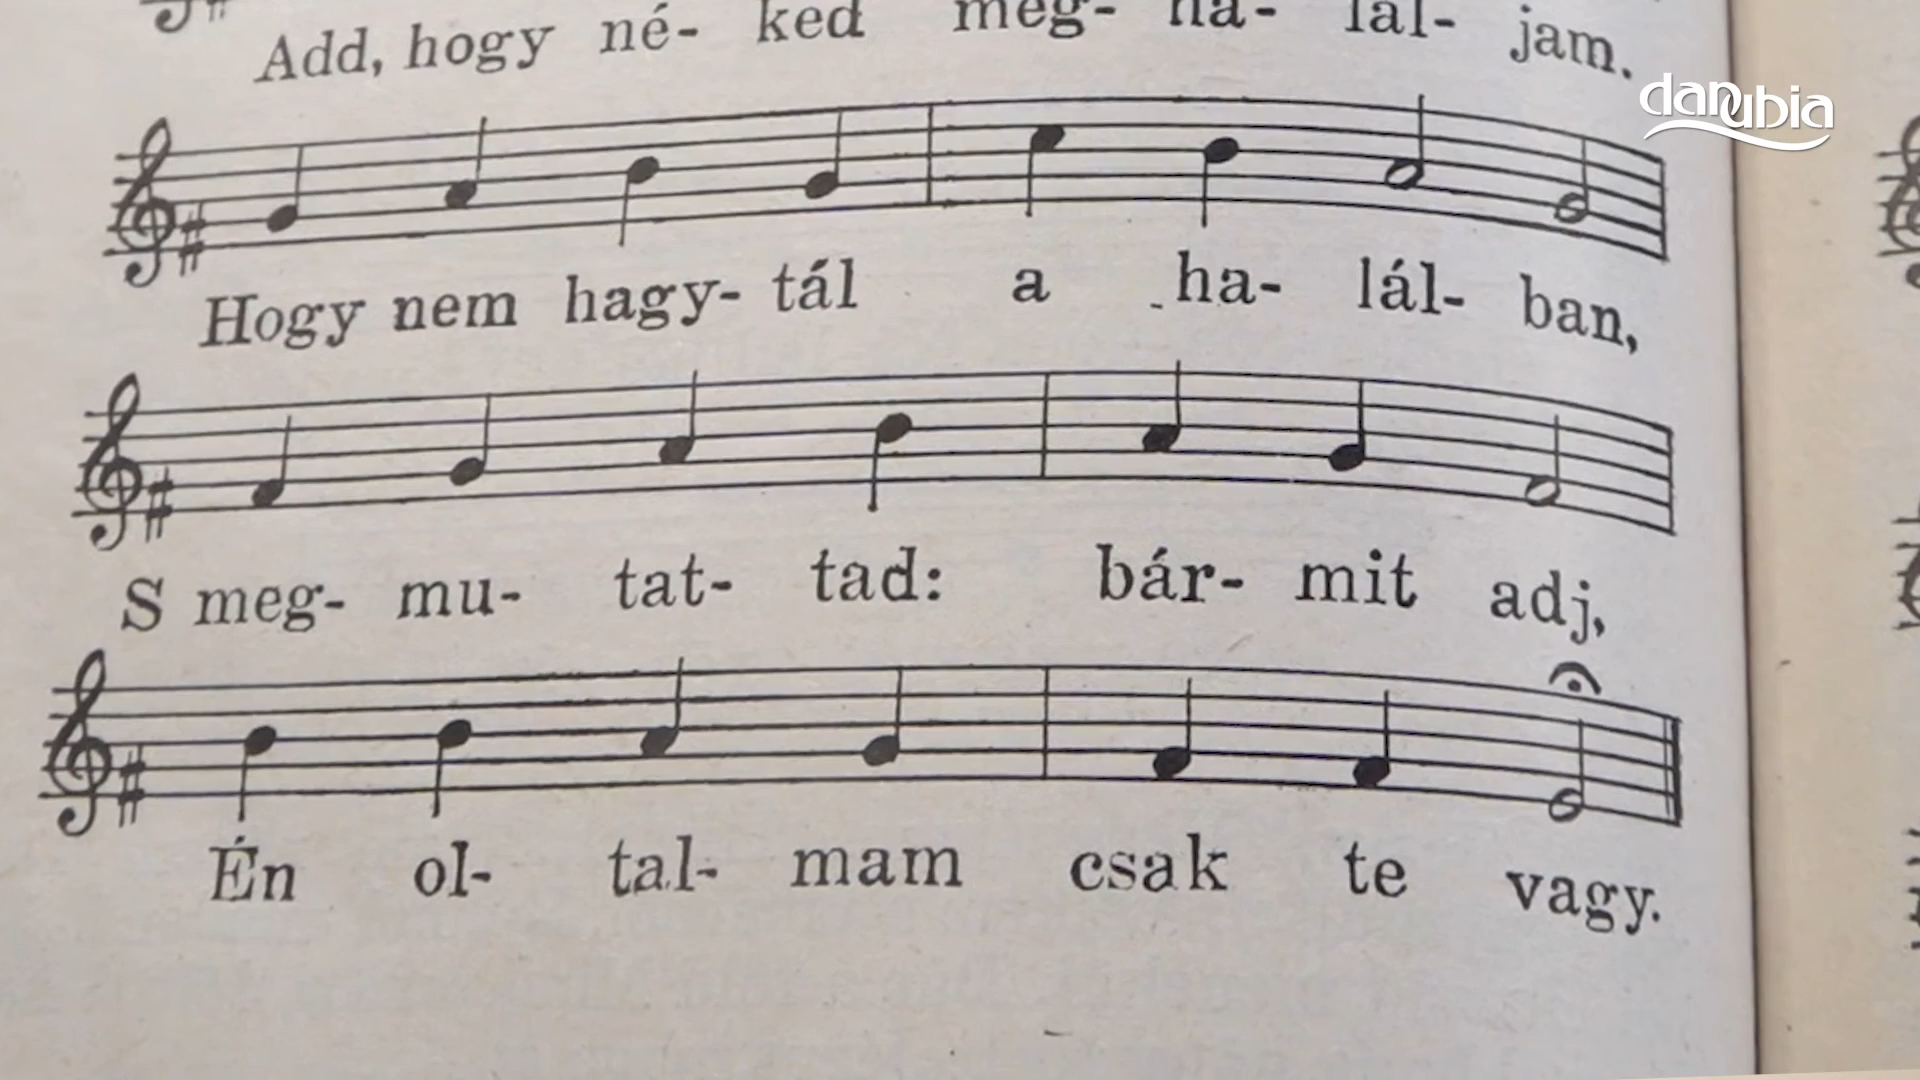 Add, hogy né- ked meg- ha- lál- jam.
danubia
Hogy nem hagy- tál a ha- lál- ban,
S meg- mu- tat- tad: bár- mit adj,
Én ol- tal- mam csak te vagy.